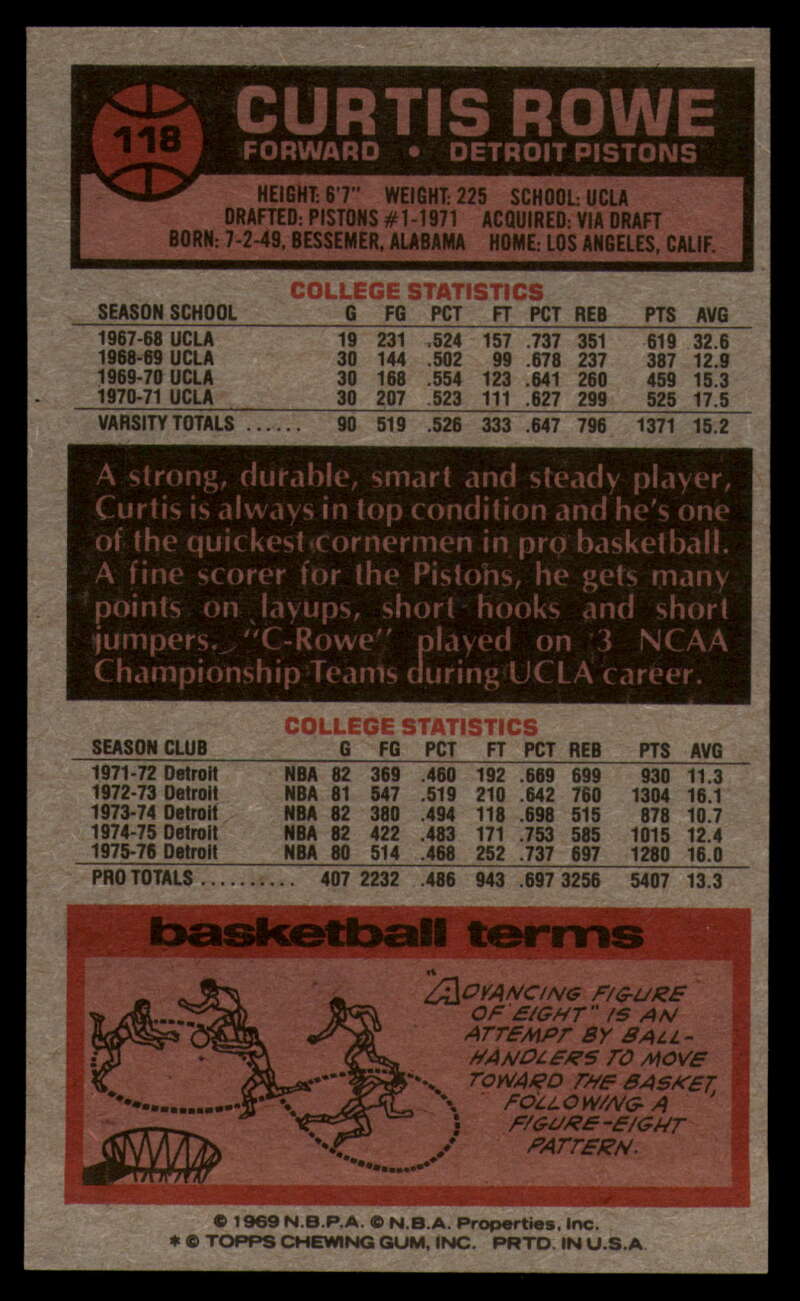 118
CURTIS ROWE
FORWARD • DETROIT PISTONS
HEIGHT: 6'7" WEIGHT: 225 SCHOOL: UCLA
DRAFTED: PISTONS #1-1971 ACQUIRED: VIA DRAFT
BORN: 7-2-49, BESSEMER, ALABAMA HOME: LOS ANGELES, CALIF.
COLLEGE STATISTICS
SEASON SCHOOL G FG PCT FT PCT REB PTS AVG
1967-68 UCLA 19 231 .524 157 .737 351 619 32.6
1968-69 UCLA 30 144 .502 99 .678 237 387 12.9
1969-70 UCLA 30 168 .554 123 .641 260 459 15.3
1970-71 UCLA 30 207 .523 111 .627 299 525 17.5
VARSITY TOTALS ...... 90 519 .526 333 .647 796 1371 15.2
A strong, durable, smart and steady player,
Curtis is always in top condition and he's one
of the quickest cornermen in pro basketball.
A fine scorer for the Pistons, he gets many
points on layups, short hooks and short
jumpers. "C-Rowe" played on 3 NCAA
Championship Teams during UCLA career.
COLLEGE STATISTICS
SEASON CLUB G FG PCT FT PCT REB PTS AVG
1971-72 Detroit NBA 82 369 .460 192 .669 699 930 11.3
1972-73 Detroit NBA 81 547 .519 210 .642 760 1304 16.1
1973-74 Detroit NBA 82 380 .494 118 .698 515 878 10.7
1974-75 Detroit NBA 82 422 .483 171 .753 585 1015 12.4
1975-76 Detroit NBA 80 514 .468 252 .737 697 1280 16.0
PRO TOTALS .......... 407 2232 .486 943 .697 3256 5407 13.3
basketball terms
"ADVANCING FIGURE
OF EIGHT" IS AN
ATTEMPT BY BALL-
HANDLERS TO MOVE
TOWARD THE BASKET,
FOLLOWING A
FIGURE-EIGHT
PATTERN.
© 1969 N.B.P.A. © N.B.A. Properties, Inc.
* © TOPPS CHEWING GUM, INC. PRTD. IN U.S.A.